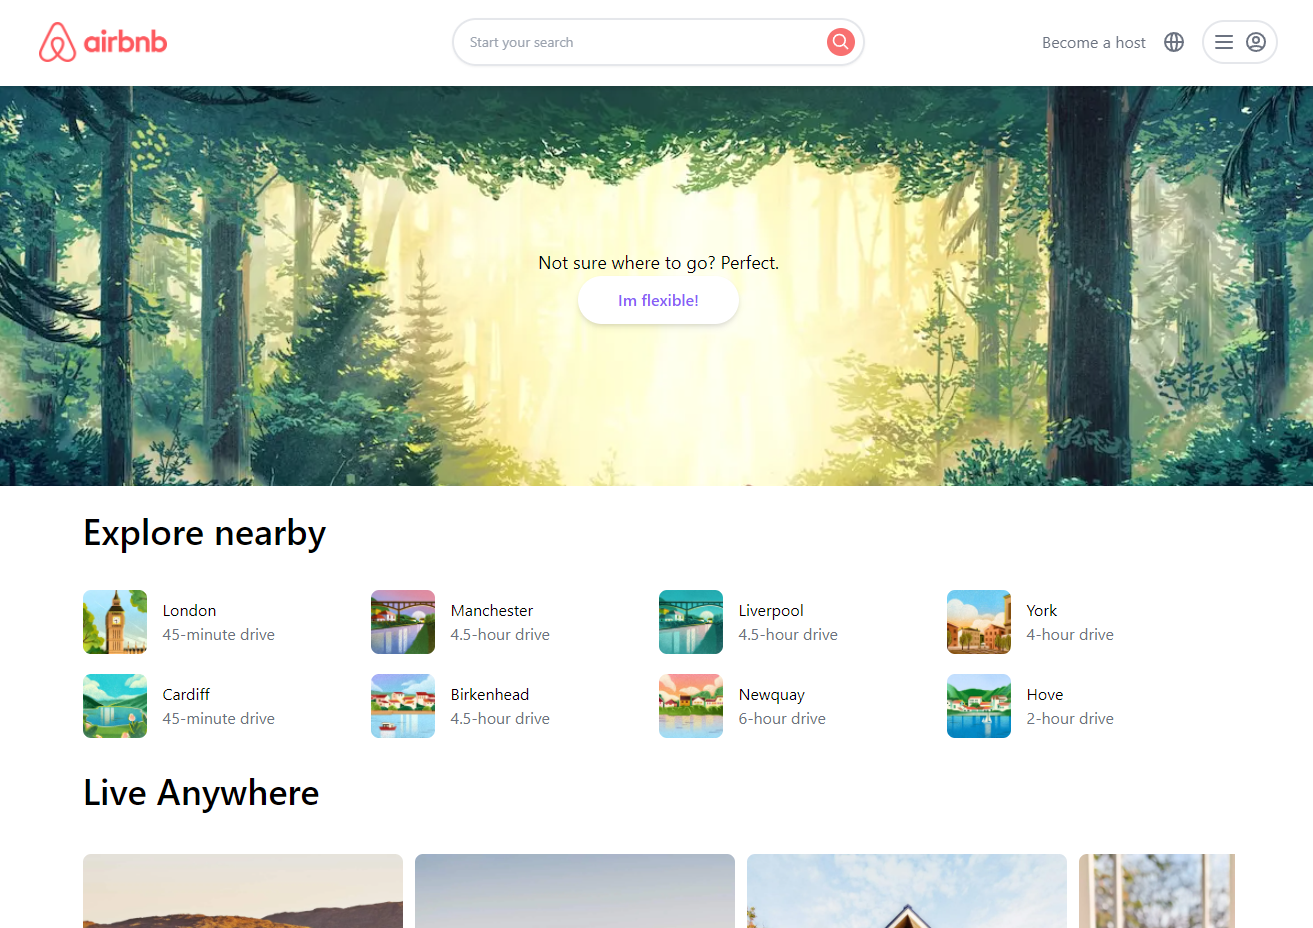 airbnb
Start your search
Become a host
Not sure where to go? Perfect.
Im flexible!
Explore nearby
London
45-minute drive
Manchester
4.5-hour drive
Liverpool
4.5-hour drive
York
4-hour drive
Cardiff
45-minute drive
Birkenhead
4.5-hour drive
Newquay
6-hour drive
Hove
2-hour drive
Live Anywhere